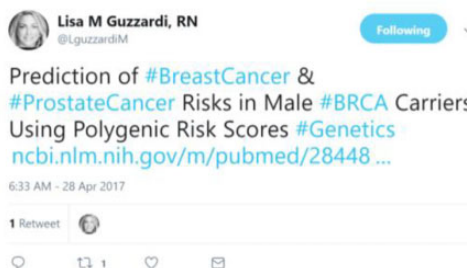 Lisa M Guzzardi, RN
@LguzzardiM
Following
Prediction of #BreastCancer &
#ProstateCancer Risks in Male #BRCA Carriers
Using Polygenic Risk Scores #Genetics
ncbi.nlm.nih.gov/m/pubmed/28448 ...
6:33 AM - 28 Apr 2017
1 Retweet
1